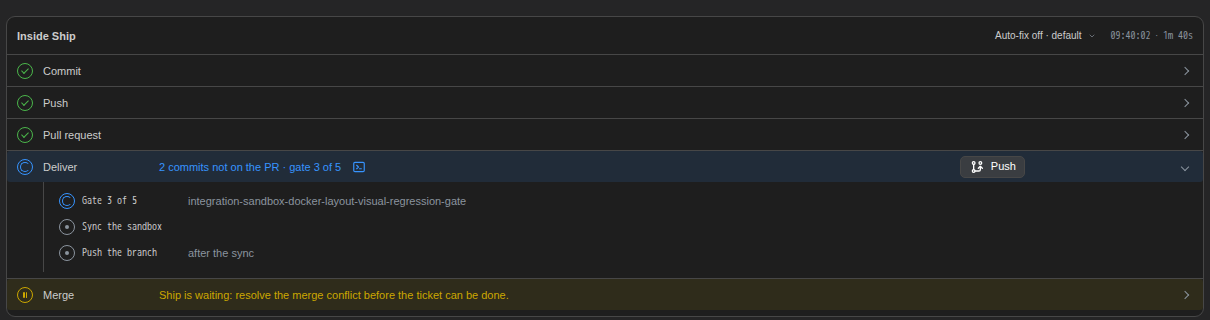 Inside Ship
Auto-fix off · default
09:40:02 · 1m 40s
Commit
Push
Pull request
Deliver
2 commits not on the PR · gate 3 of 5
Push
Gate 3 of 5
integration-sandbox-docker-layout-visual-regression-gate
Sync the sandbox
Push the branch
after the sync
Merge
Ship is waiting: resolve the merge conflict before the ticket can be done.